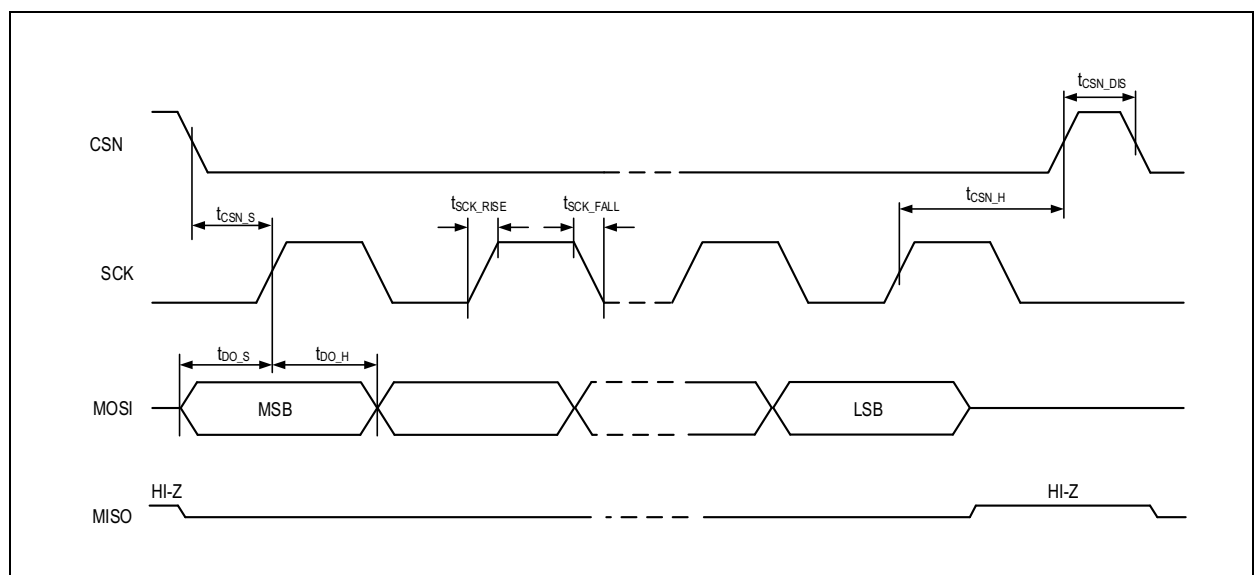 tCSN_DIS
CSN
tCSN_H
tCSN_S
tSCK_RISE
tSCK_FALL
SCK
tDO_S
tDO_H
MOSI
MSB
LSB
HI-Z
HI-Z
MISO